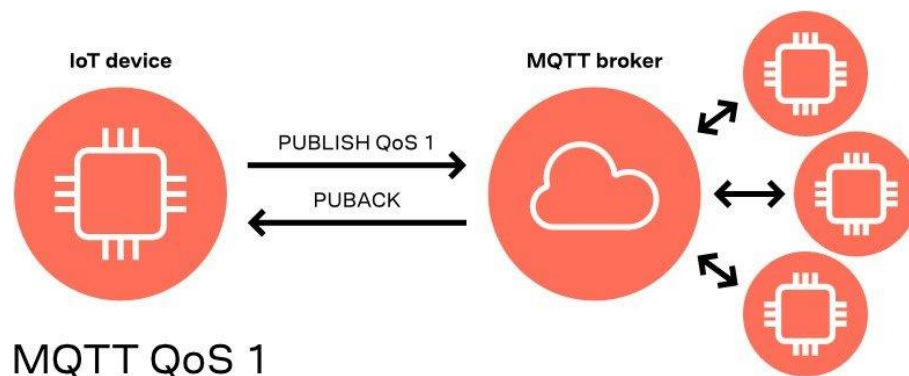 IoT device
MQTT broker
PUBLISH QoS 1
PUBACK
MQTT QoS 1